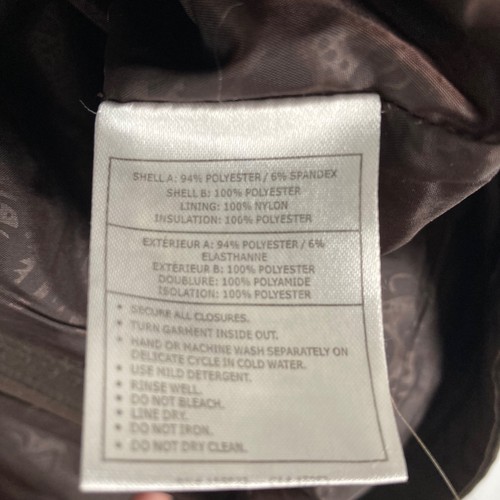 SHELL A: 94% POLYESTER / 6% SPANDEX
SHELL B: 100% POLYESTER
LINING: 100% NYLON
INSULATION: 100% POLYESTER
EXTÉRIEUR A: 94% POLYESTER / 6%
ELASTHANNE
EXTÉRIEUR B: 100% POLYESTER
DOUBLURE: 100% POLYAMIDE
ISOLATION: 100% POLYESTER
• SECURE ALL CLOSURES.
• TURN GARMENT INSIDE OUT.
• HAND OR MACHINE WASH SEPARATELY ON
DELICATE CYCLE IN COLD WATER.
• USE MILD DETERGENT.
• RINSE WELL.
• DO NOT BLEACH.
• LINE DRY.
• DO NOT IRON.
• DO NOT DRY CLEAN.